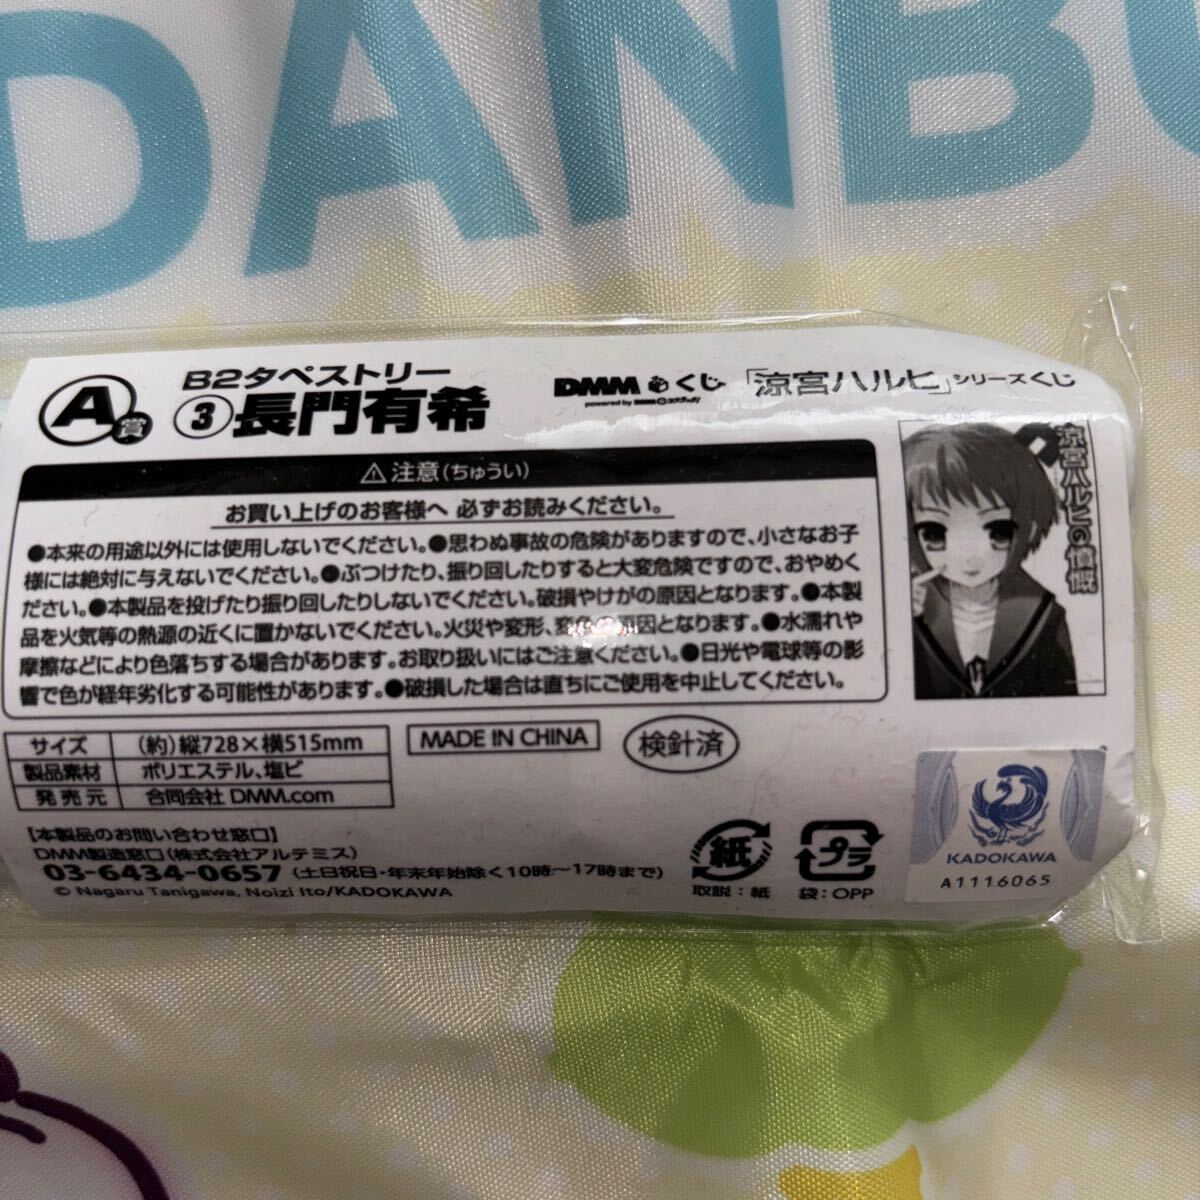 DANBO
A賞
B2タペストリー
③長門有希
DMMくじ
「涼宮ハルヒ」シリーズくじ
⚠注意(ちゅうい)
お買い上げのお客様へ 必ずお読みください。
●本来の用途以外には使用しないでください。●思わぬ事故の危険がありますので、小さなお子
様には絶対に与えないでください。●ぶつけたり、振り回したりすると大変危険ですので、おやめく
ださい。●本製品を投げたり振り回したりしないでください。破損やけがの原因となります。●本製
品を火気等の熱源の近くに置かないでください。火災や変形、変色の原因となります。●水濡れや
摩擦などにより色落ちする場合があります。お取り扱いにはご注意ください。●日光や電球等の影
響で色が経年劣化する可能性があります。●破損した場合は直ちにご使用を中止してください。
涼宮ハルヒの憤慨
サイズ (約)縦728×横515mm
製品素材 ポリエステル、塩ビ
発売元 合同会社 DMM.com
MADE IN CHINA
検針済
【本製品のお問い合わせ窓口】
DMM製造窓口(株式会社アルテミス)
03-6434-0657(土日祝日・年末年始除く10時〜17時まで)
© Nagaru Tanigawa, Noizi Ito/KADOKAWA
紙
取説:紙
プラ
袋:OPP
KADOKAWA
A1116065